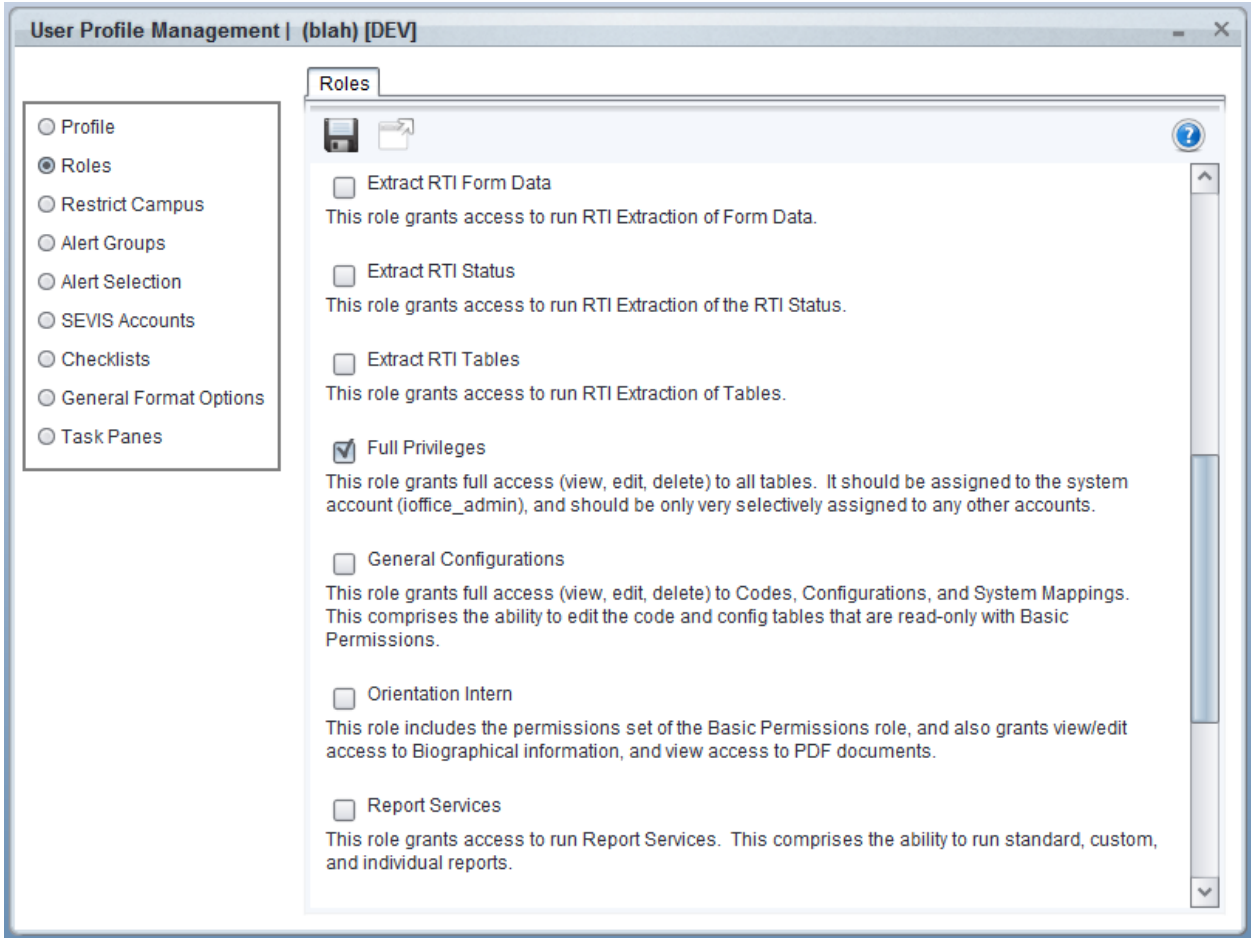 User Profile Management | (blah) [DEV]
Roles
Profile
Roles
Restrict Campus
Alert Groups
Alert Selection
SEVIS Accounts
Checklists
General Format Options
Task Panes
Extract RTI Form Data
This role grants access to run RTI Extraction of Form Data.
Extract RTI Status
This role grants access to run RTI Extraction of the RTI Status.
Extract RTI Tables
This role grants access to run RTI Extraction of Tables.
Full Privileges
This role grants full access (view, edit, delete) to all tables.  It should be assigned to the system
account (ioffice_admin), and should be only very selectively assigned to any other accounts.
General Configurations
This role grants full access (view, edit, delete) to Codes, Configurations, and System Mappings.
This comprises the ability to edit the code and config tables that are read-only with Basic
Permissions.
Orientation Intern
This role includes the permissions set of the Basic Permissions role, and also grants view/edit
access to Biographical information, and view access to PDF documents.
Report Services
This role grants access to run Report Services.  This comprises the ability to run standard, custom,
and individual reports.